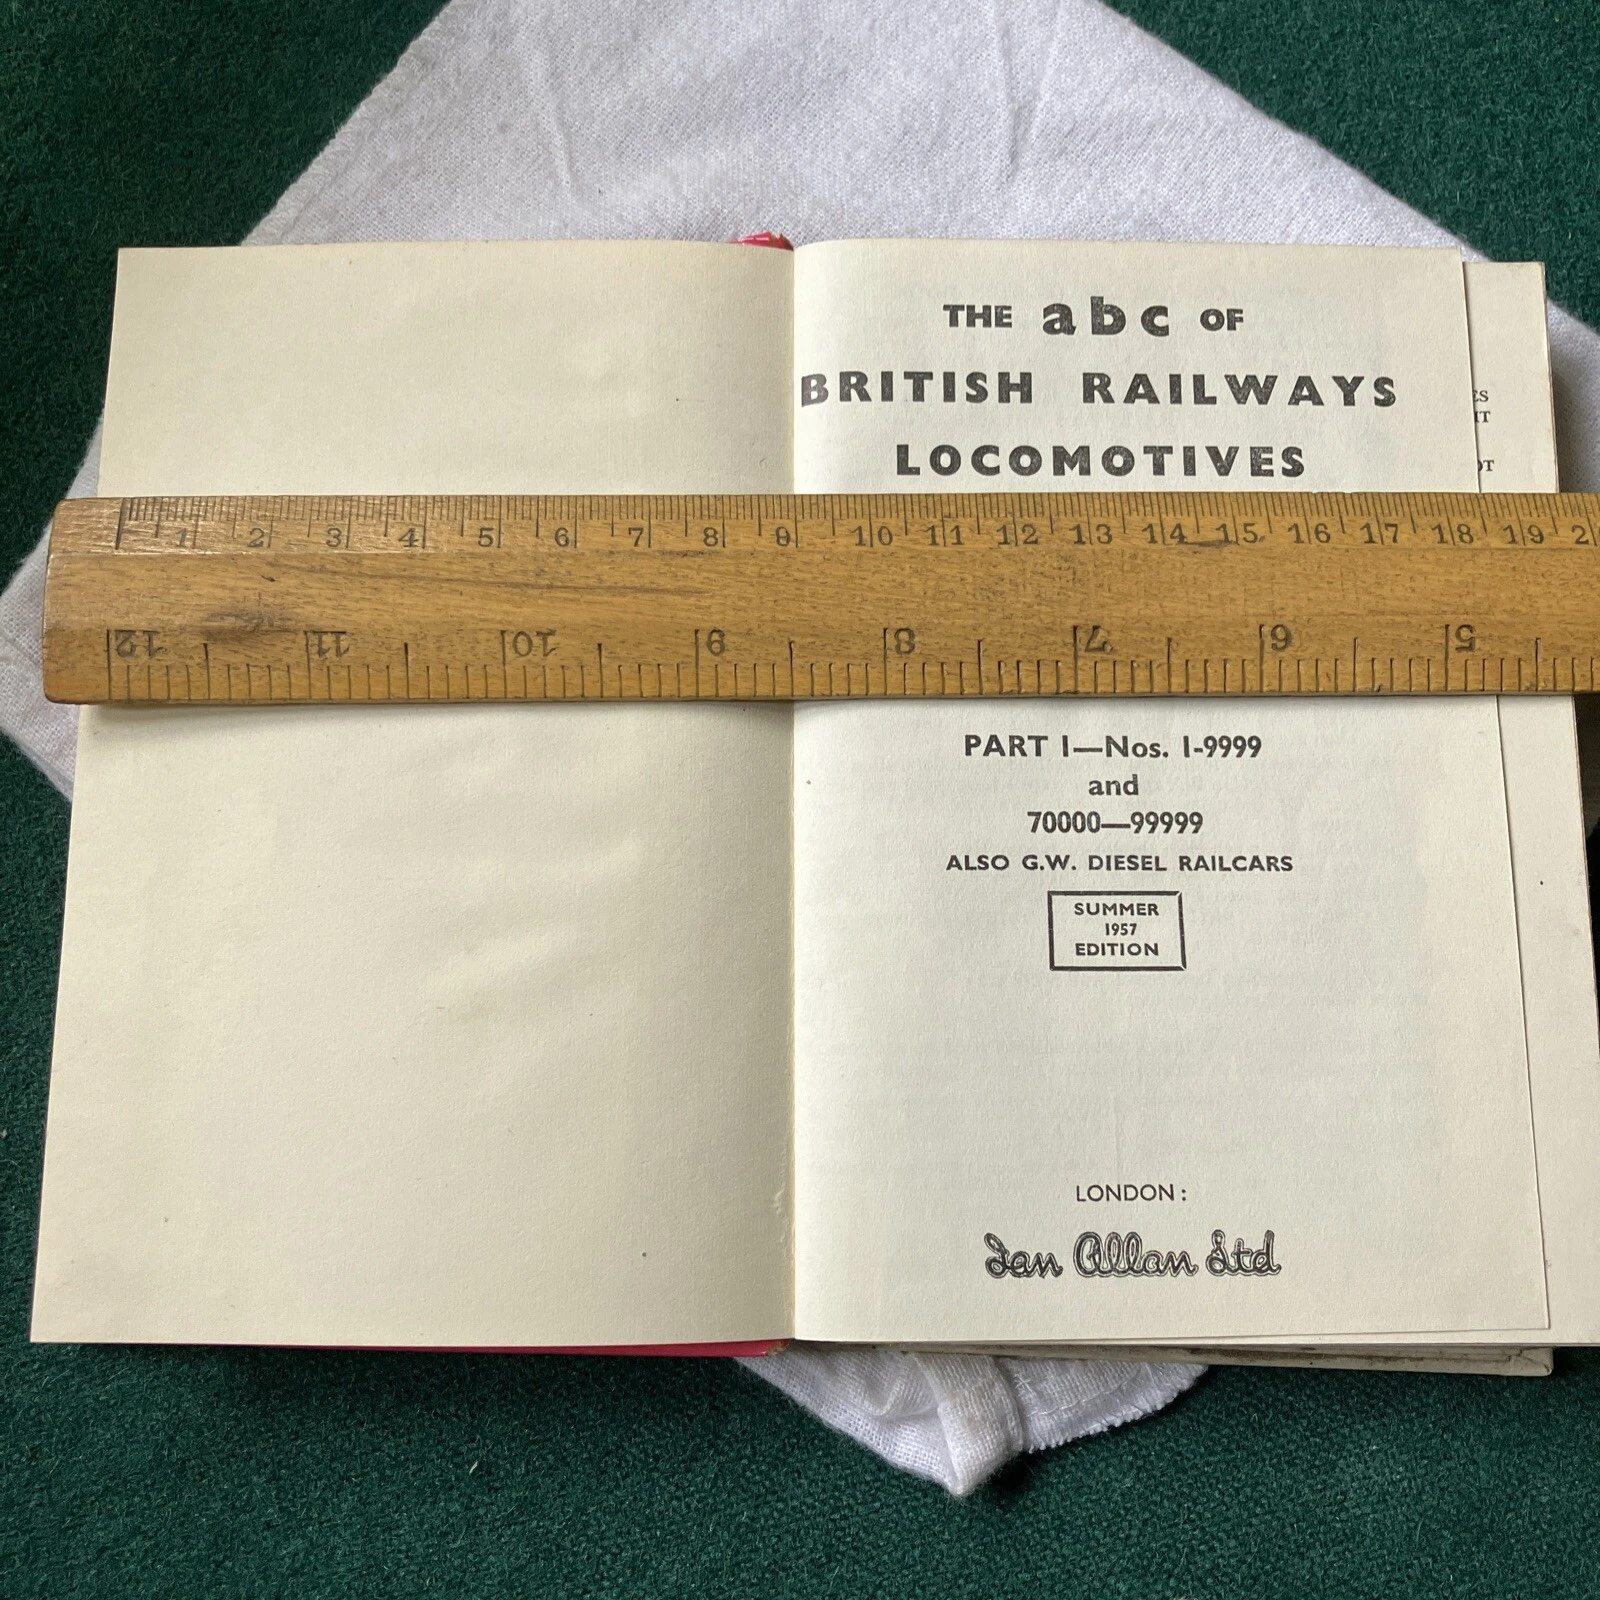 THE abc OF
BRITISH RAILWAYS
LOCOMOTIVES
1 2 3 4 5 6 7 8 9 10 11 12 13 14 15 16 17 18 19
12 11 10 9 8 7 6 5
PART I—Nos. I-9999
and
70000—99999
ALSO G.W. DIESEL RAILCARS
SUMMER
1957
EDITION
LONDON :
Ian Allan Ltd